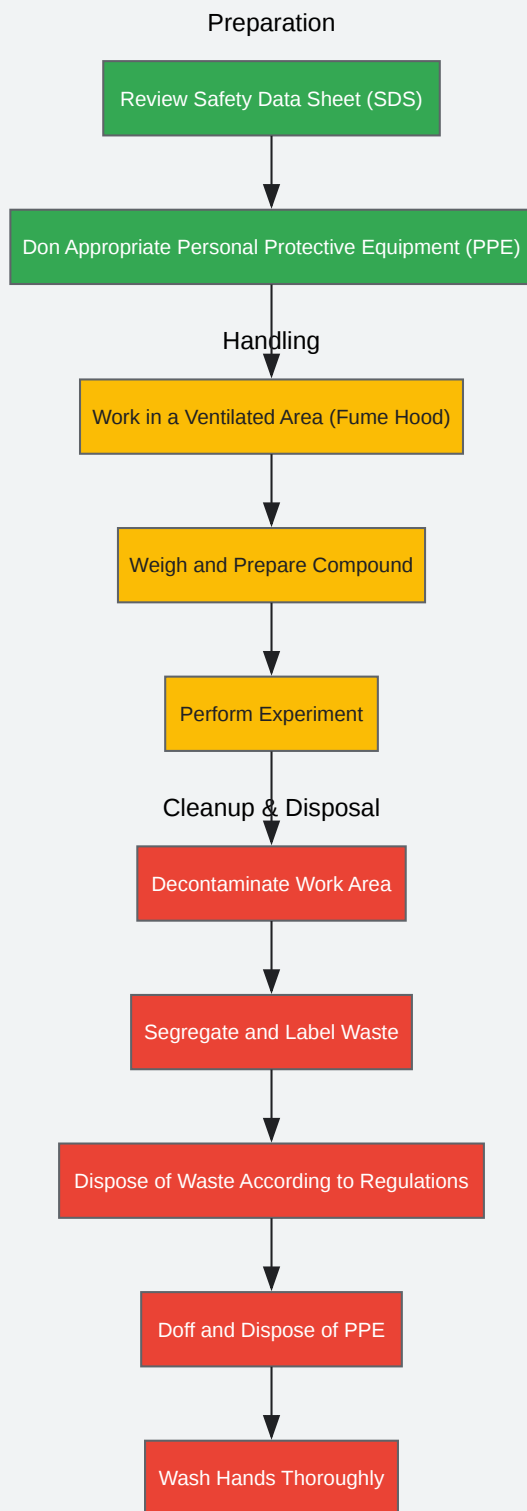 Preparation
Review Safety Data Sheet (SDS)
Don Appropriate Personal Protective Equipment (PPE)
Handling
Work in a Ventilated Area (Fume Hood)
Weigh and Prepare Compound
Perform Experiment
Cleanup & Disposal
Decontaminate Work Area
Segregate and Label Waste
Dispose of Waste According to Regulations
Doff and Dispose of PPE
Wash Hands Thoroughly